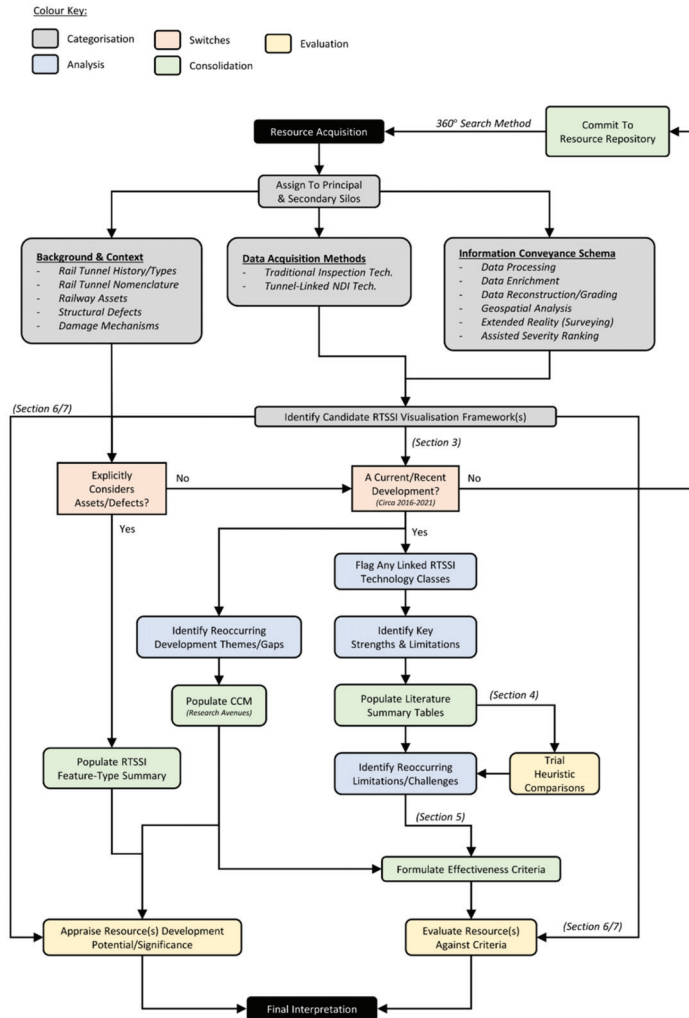 Colour Key:
Categorisation
Switches
Evaluation
Analysis
Consolidation
Resource Acquisition
360° Search Method
Commit To
Resource Repository
Assign To Principal
& Secondary Silos
Background & Context
- Rail Tunnel History/Types
- Rail Tunnel Nomenclature
- Railway Assets
- Structural Defects
- Damage Mechanisms
Data Acquisition Methods
- Traditional Inspection Tech.
- Tunnel-Linked NDI Tech.
Information Conveyance Schema
- Data Processing
- Data Enrichment
- Data Reconstruction/Grading
- Geospatial Analysis
- Extended Reality (Surveying)
- Assisted Severity Ranking
(Section 6/7)
Identify Candidate RTSSI Visualisation Framework(s)
(Section 3)
Explicitly
Considers
Assets/Defects?
No
Yes
A Current/Recent
Development?
(Circa 2016-2021)
No
Yes
Flag Any Linked RTSSI
Technology Classes
Identify Reoccurring
Development Themes/Gaps
Identify Key
Strengths & Limitations
Populate CCM
(Research Avenues)
Populate Literature
Summary Tables
(Section 4)
Populate RTSSI
Feature-Type Summary
Identify Reoccurring
Limitations/Challenges
Trial
Heuristic
Comparisons
(Section 5)
Formulate Effectiveness Criteria
Appraise Resource(s) Development
Potential/Significance
Evaluate Resource(s)
Against Criteria
(Section 6/7)
Final Interpretation